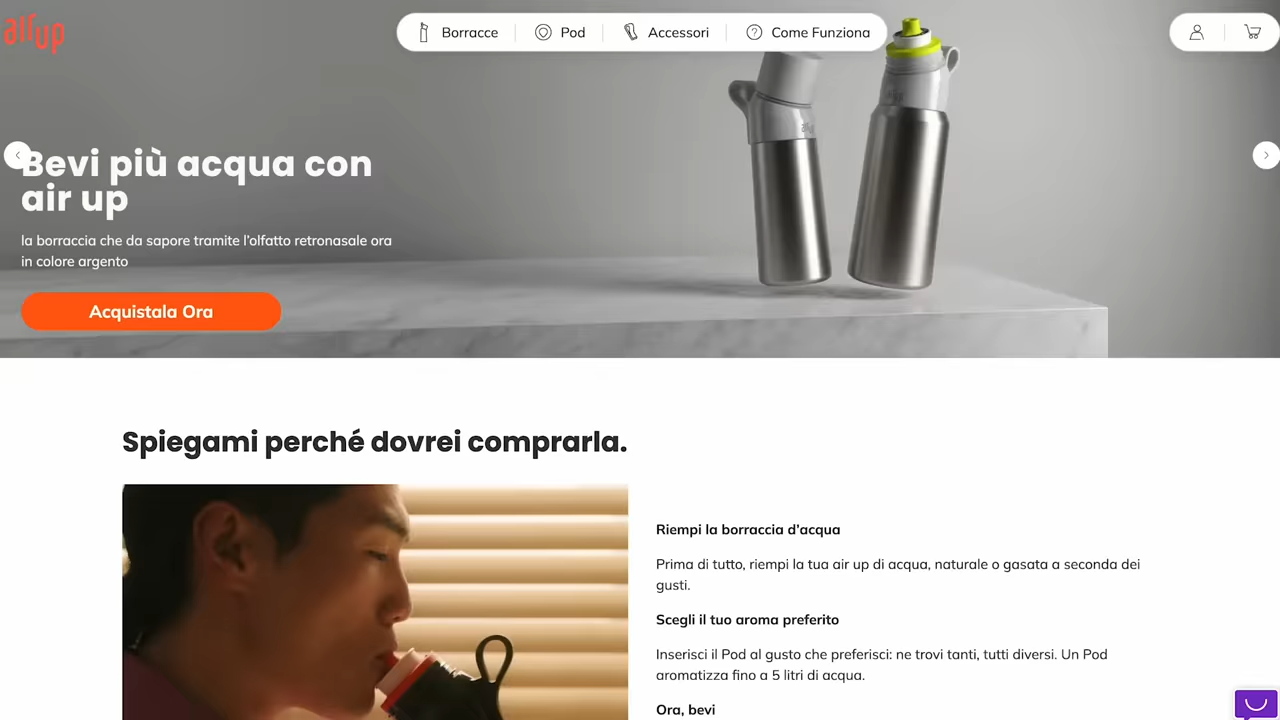 air up
Borracce
Pod
Accessori
Come Funziona
Bevi più acqua con
air up
la borraccia che da sapore tramite l'olfatto retronasale ora
in colore argento
Acquistala Ora
Spiegami perché dovrei comprarla.
Riempi la borraccia d'acqua
Prima di tutto, riempi la tua air up di acqua, naturale o gasata a seconda dei
gusti.
Scegli il tuo aroma preferito
Inserisci il Pod al gusto che preferisci: ne trovi tanti, tutti diversi. Un Pod
aromatizza fino a 5 litri di acqua.
Ora, bevi